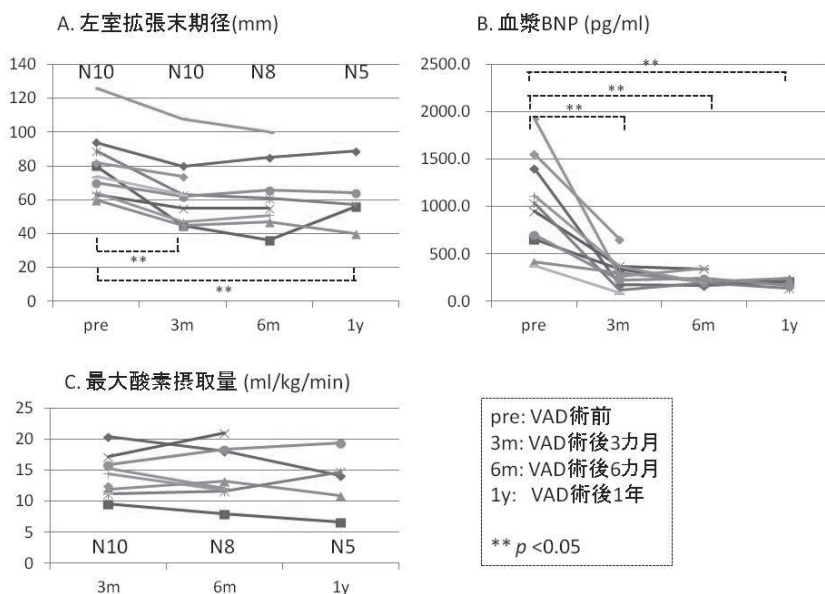 A. 左室拡張末期径(mm)
140
120
100
80
60
40
20
0
N10 N10 N8 N5
**
**
pre 3m 6m 1y
B. 血漿BNP (pg/ml)
2500.0
2000.0
1500.0
1000.0
500.0
0.0
**
**
**
pre 3m 6m 1y
C. 最大酸素摂取量 (ml/kg/min)
25
20
15
10
5
0
N10 N8 N5
3m 6m 1y
pre: VAD術前
3m: VAD術後3カ月
6m: VAD術後6カ月
1y: VAD術後1年
** p <0.05